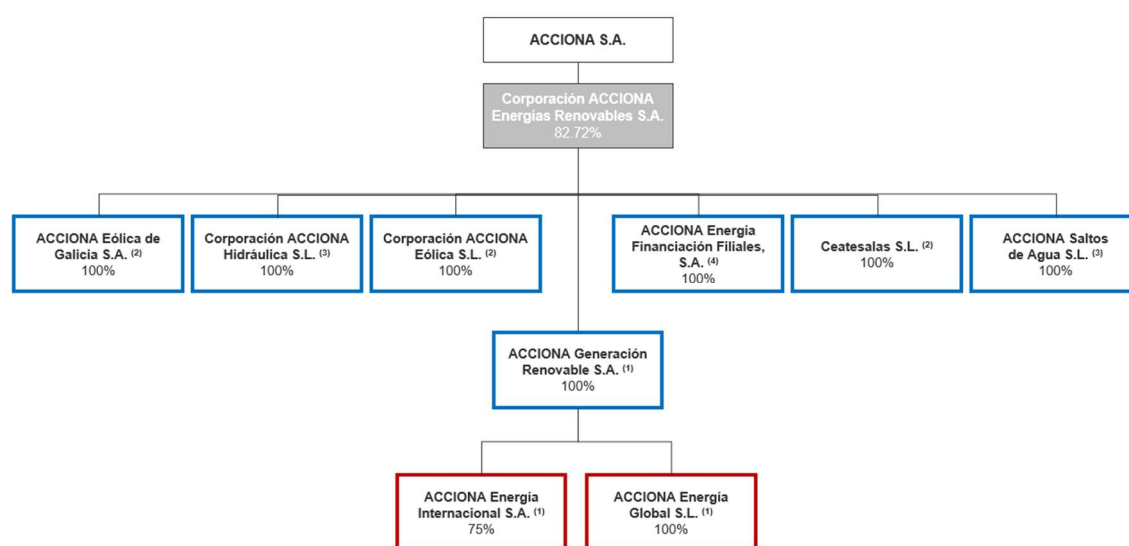 ACCIONA S.A.
Corporación ACCIONA
Energías Renovables S.A.
82.72%
ACCIONA Eólica de
Galicia S.A. (2)
100%
Corporación ACCIONA
Hidráulica S.L. (3)
100%
Corporación ACCIONA
Eólica S.L. (2)
100%
ACCIONA Energía
Financiación Filiales,
S.A. (4)
100%
Ceatesalas S.L. (2)
100%
ACCIONA Saltos
de Agua S.L. (3)
100%
ACCIONA Generación
Renovable S.A. (1)
100%
ACCIONA Energía
Internacional S.A. (1)
75%
ACCIONA Energía
Global S.L. (1)
100%